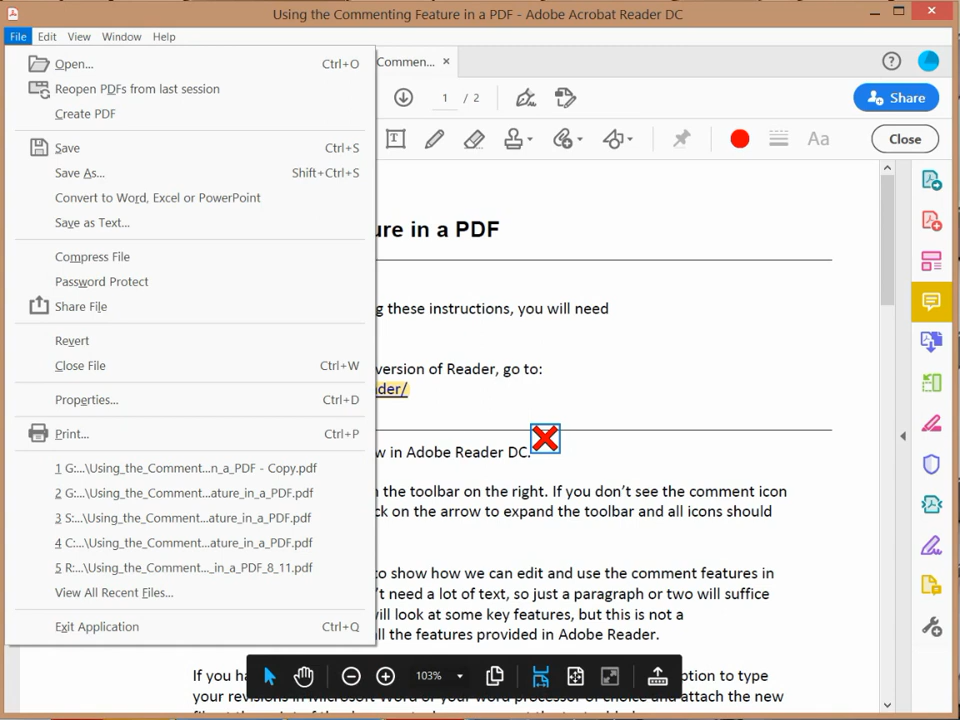 Using the Commenting Feature in a PDF - Adobe Acrobat Reader DC
File Edit View Window Help
Open... Ctrl+O
Reopen PDFs from last session
Create PDF
Save Ctrl+S
Save As... Shift+Ctrl+S
Convert to Word, Excel or PowerPoint
Save as Text...
Compress File
Password Protect
Share File
Revert
Close File Ctrl+W
Properties... Ctrl+D
Print... Ctrl+P
1 G:...\Using_the_Comment...n_a_PDF - Copy.pdf
2 G:...\Using_the_Comment...ature_in_a_PDF.pdf
3 S:...\Using_the_Comment...ature_in_a_PDF.pdf
4 C:...\Using_the_Comment...ature_in_a_PDF.pdf
5 R:...\Using_the_Comment..._in_a_PDF_8_11.pdf
View All Recent Files...
Exit Application Ctrl+Q
Commen... ×
1 / 2
Share
T Aa
Close
ure in a PDF
g these instructions, you will need
version of Reader, go to:
der/
w in Adobe Reader DC.
the toolbar on the right. If you don't see the comment icon
ck on the arrow to expand the toolbar and all icons should
to show how we can edit and use the comment features in
't need a lot of text, so just a paragraph or two will suffice
will look at some key features, but this is not a
ll the features provided in Adobe Reader.
If you ha
ption to type
103%
attach the new